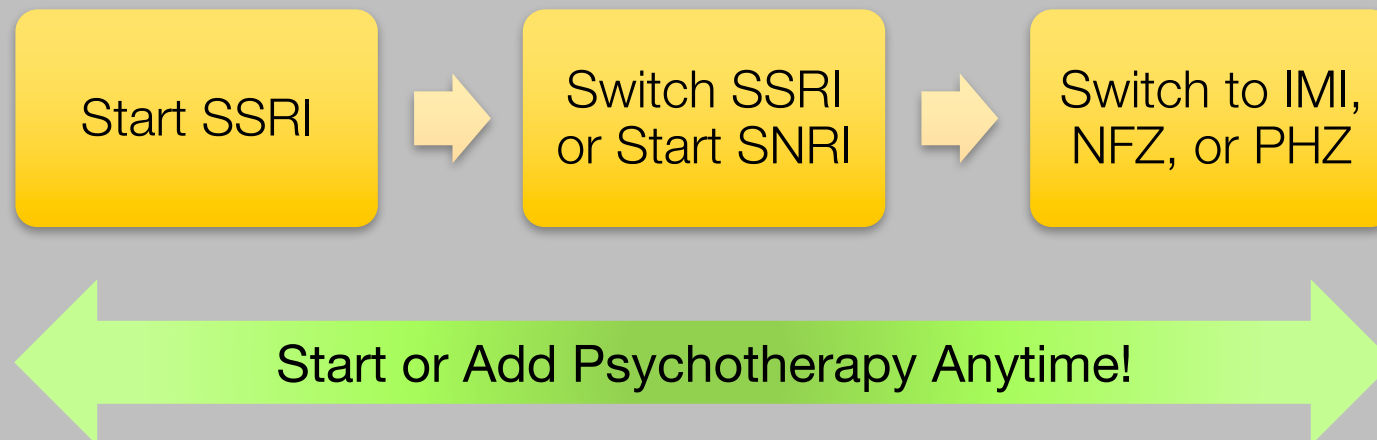 Start SSRI
Switch SSRI
or Start SNRI
Switch to IMI,
NFZ, or PHZ
Start or Add Psychotherapy Anytime!